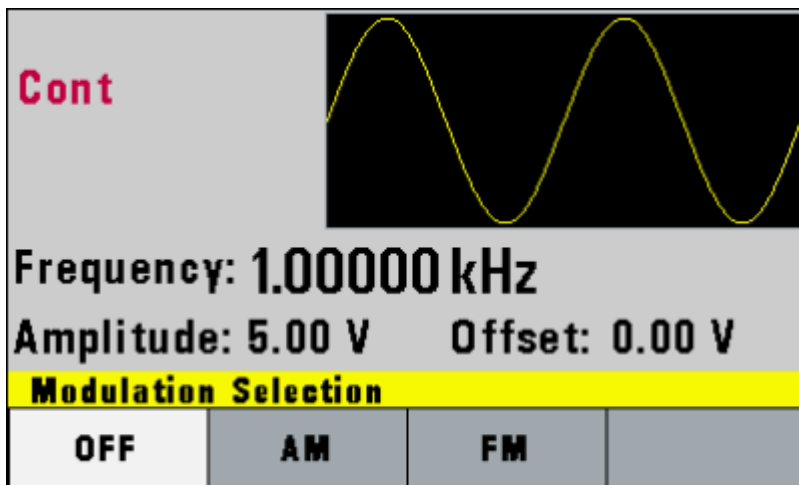 Cont
Frequency: 1.00000 kHz
Amplitude: 5.00 V Offset: 0.00 V
Modulation Selection
OFF AM FM